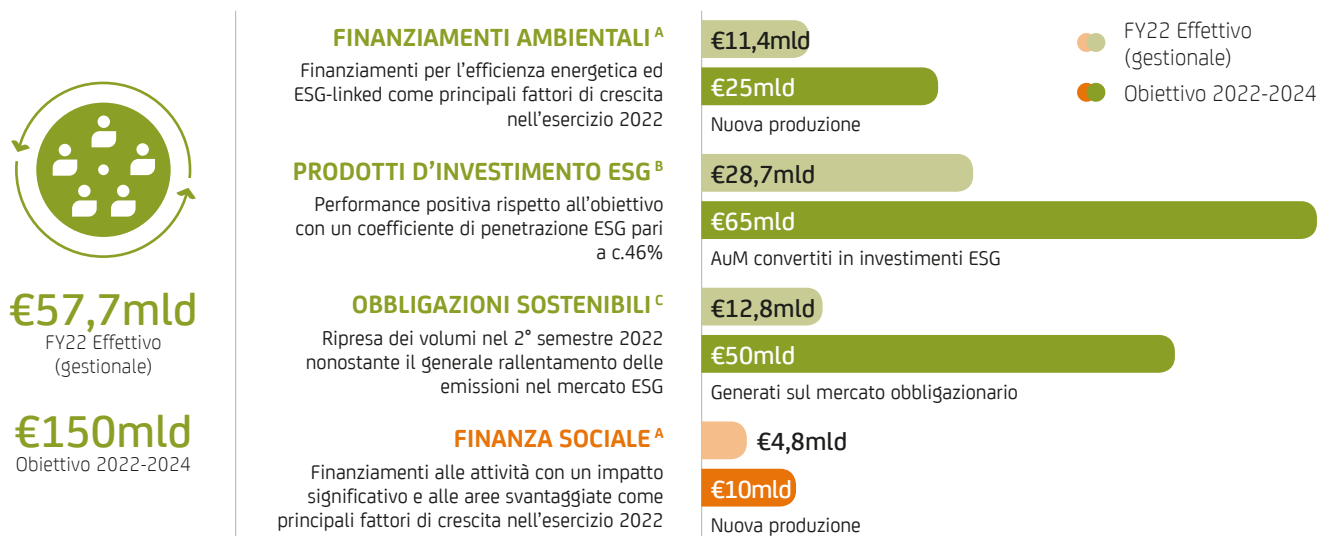 €57,7mld
FY22 Effettivo
(gestionale)
€150mld
Obiettivo 2022-2024
FINANZIAMENTI AMBIENTALI A
Finanziamenti per l'efficienza energetica ed
ESG-linked come principali fattori di crescita
nell'esercizio 2022
€11,4mld
€25mld
Nuova produzione
FY22 Effettivo
(gestionale)
Obiettivo 2022-2024
PRODOTTI D'INVESTIMENTO ESG B
Performance positiva rispetto all'obiettivo
con un coefficiente di penetrazione ESG pari
a c.46%
€28,7mld
€65mld
AuM convertiti in investimenti ESG
OBBLIGAZIONI SOSTENIBILI C
Ripresa dei volumi nel 2° semestre 2022
nonostante il generale rallentamento delle
emissioni nel mercato ESG
€12,8mld
€50mld
Generati sul mercato obbligazionario
FINANZA SOCIALE A
Finanziamenti alle attività con un impatto
significativo e alle aree svantaggiate come
principali fattori di crescita nell'esercizio 2022
€4,8mld
€10mld
Nuova produzione